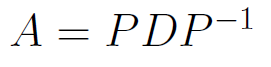 A = PDP⁻¹